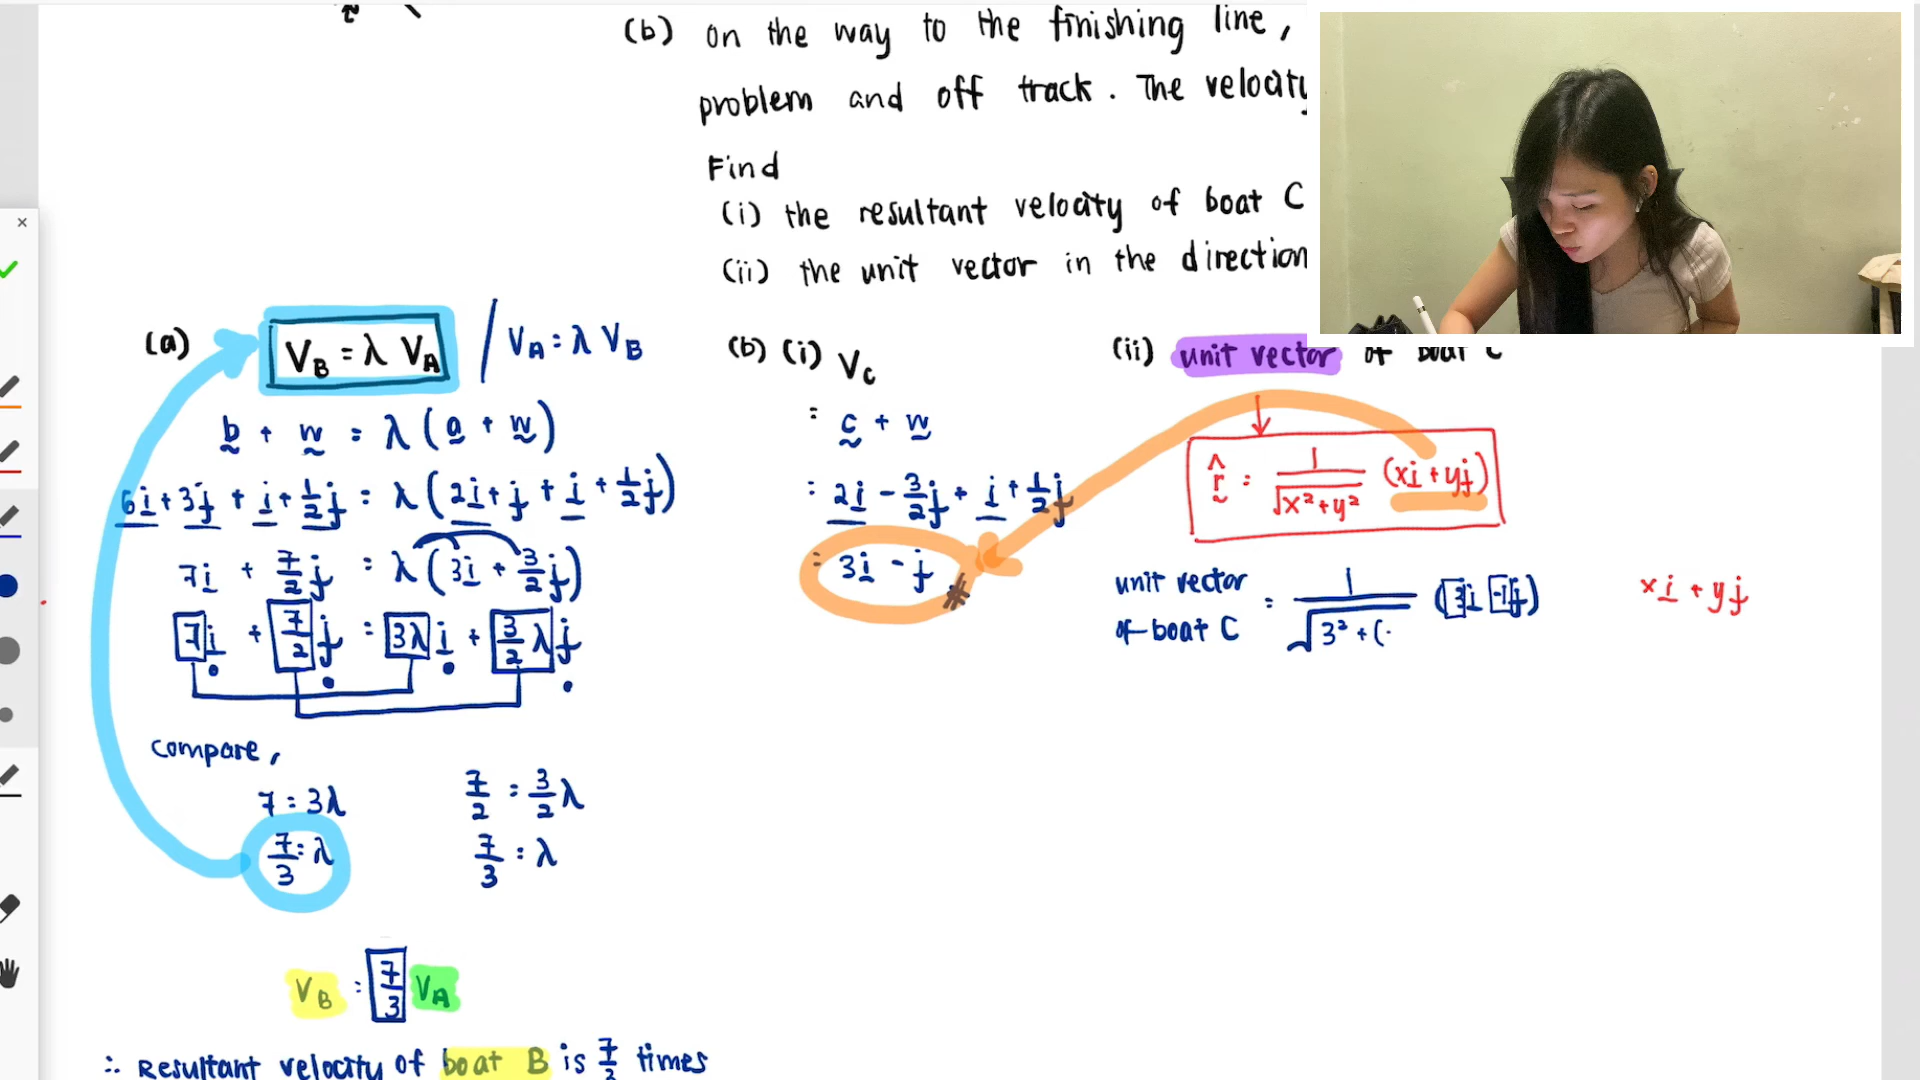 (b) on the way to the finishing line,
problem and off track. The velocity
Find
(i) the resultant velocity of boat C
(ii) the unit vector in the direction
(a) V_B = λ V_A / V_A = λ V_B
b + w = λ (a + w)
6i + 3j + i + 1/2 j = λ (2i + j + i + 1/2 j)
7i + 7/2 j = λ (3i + 3/2 j)
7i + 7/2 j = 3λ i + 3/2 λ j
compare,
7 = 3λ 7/2 = 3/2 λ
7/3 = λ 7/3 = λ
V_B = 7/3 V_A
∴ Resultant velocity of boat B is 7/3 times
(b) (i) V_C
= c + w
= 2i - 3/2 j + i + 1/2 j
= 3i - j #
(ii) unit vector of boat C
r̂ = 1/√(x² + y²) (xi + yj)
unit vector of boat C = 1/√(3² + (- (3i -1j)
xi + yj